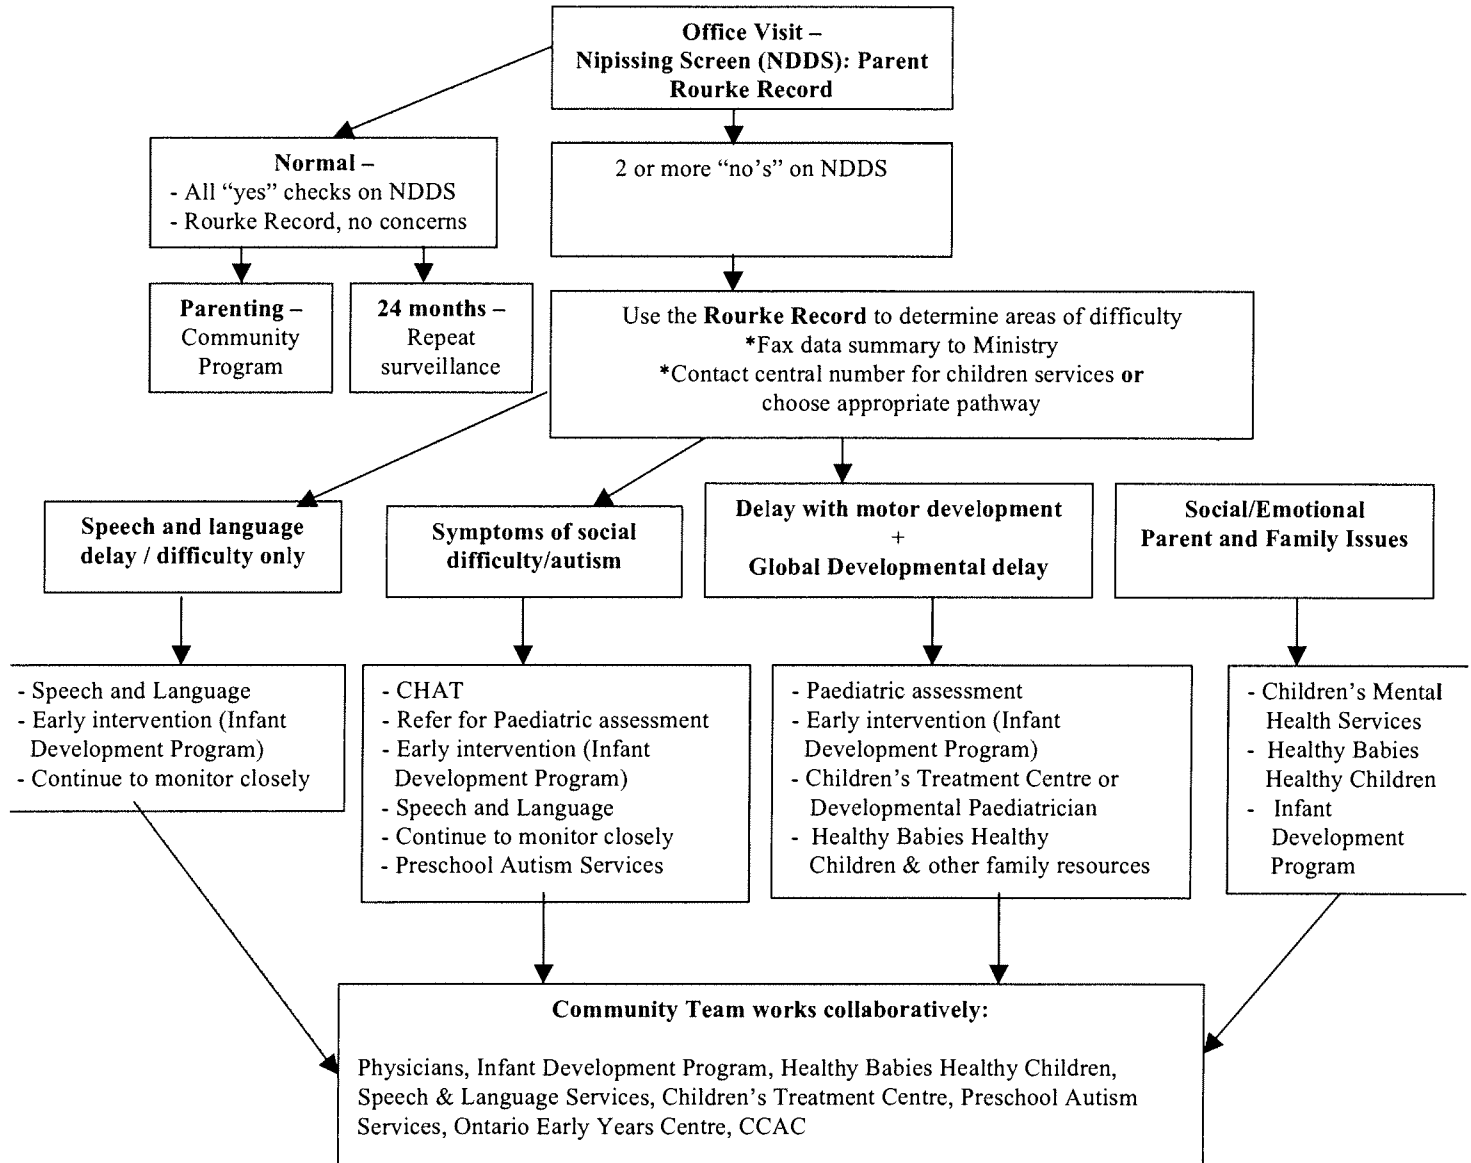 Office Visit –
Nipissing Screen (NDDS): Parent
Rourke Record
Normal –
- All “yes” checks on NDDS
- Rourke Record, no concerns
2 or more “no’s” on NDDS
Parenting –
Community
Program
24 months –
Repeat
surveillance
Use the Rourke Record to determine areas of difficulty
*Fax data summary to Ministry
*Contact central number for children services or
choose appropriate pathway
Speech and language
delay / difficulty only
Symptoms of social
difficulty/autism
Delay with motor development
+
Global Developmental delay
Social/Emotional
Parent and Family Issues
- Speech and Language
- Early intervention (Infant
Development Program)
- Continue to monitor closely
- CHAT
- Refer for Paediatric assessment
- Early intervention (Infant
Development Program)
- Speech and Language
- Continue to monitor closely
- Preschool Autism Services
- Paediatric assessment
- Early intervention (Infant
Development Program)
- Children’s Treatment Centre or
Developmental Paediatrician
- Healthy Babies Healthy
Children & other family resources
- Children’s Mental
Health Services
- Healthy Babies
Healthy Children
- Infant
Development
Program
Community Team works collaboratively:
Physicians, Infant Development Program, Healthy Babies Healthy Children,
Speech & Language Services, Children’s Treatment Centre, Preschool Autism
Services, Ontario Early Years Centre, CCAC